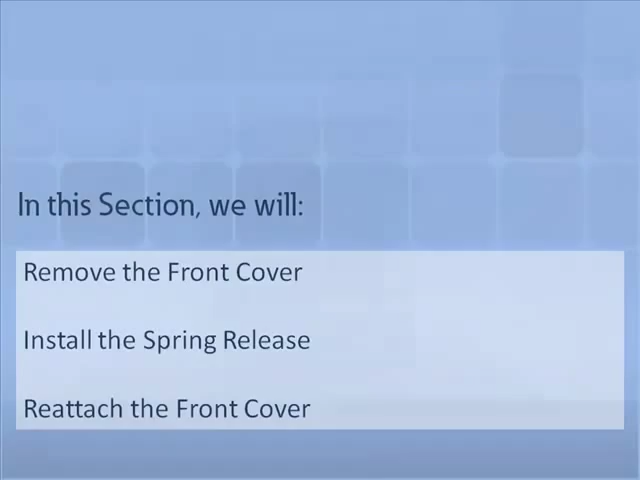 In this Section, we will:
Remove the Front Cover
Install the Spring Release
Reattach the Front Cover